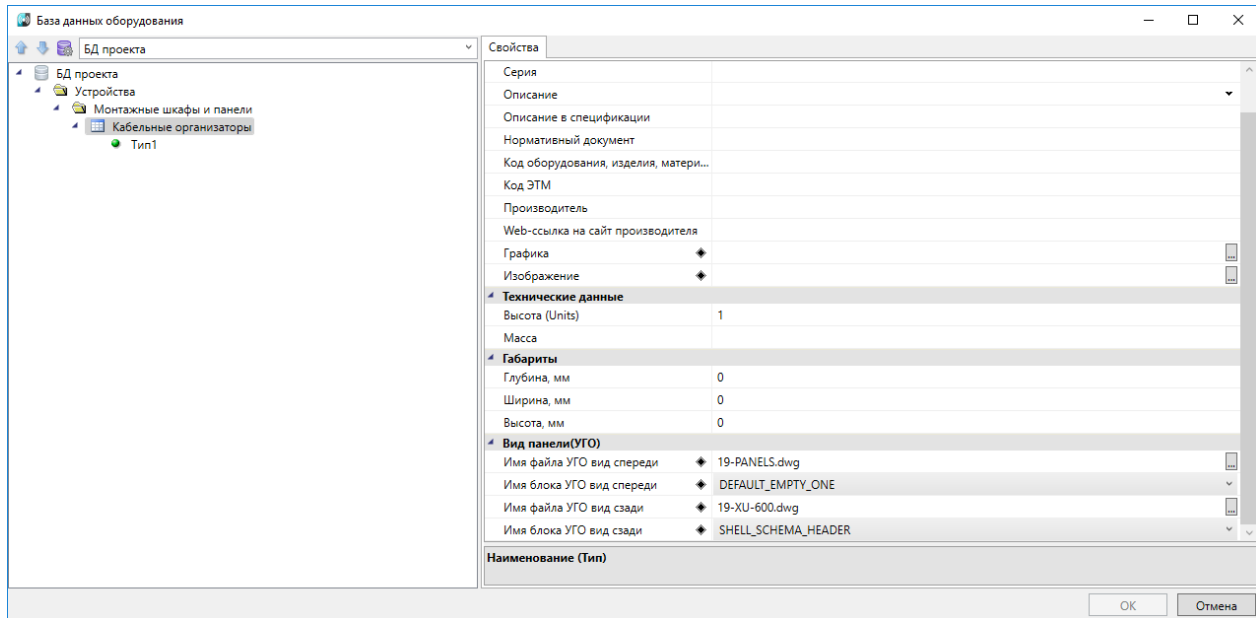 База данных оборудования
БД проекта
Свойства
БД проекта
Устройства
Монтажные шкафы и панели
Кабельные организаторы
Тип1
Серия
Описание
Описание в спецификации
Нормативный документ
Код оборудования, изделия, матери...
Код ЭТМ
Производитель
Web-ссылка на сайт производителя
Графика
...
Изображение
...
Технические данные
Высота (Units) 1
Масса
Габариты
Глубина, мм 0
Ширина, мм 0
Высота, мм 0
Вид панели(УГО)
Имя файла УГО вид спереди 19-PANELS.dwg ...
Имя блока УГО вид спереди DEFAULT_EMPTY_ONE
Имя файла УГО вид сзади 19-XU-600.dwg ...
Имя блока УГО вид сзади SHELL_SCHEMA_HEADER
Наименование (Тип)
ОК Отмена